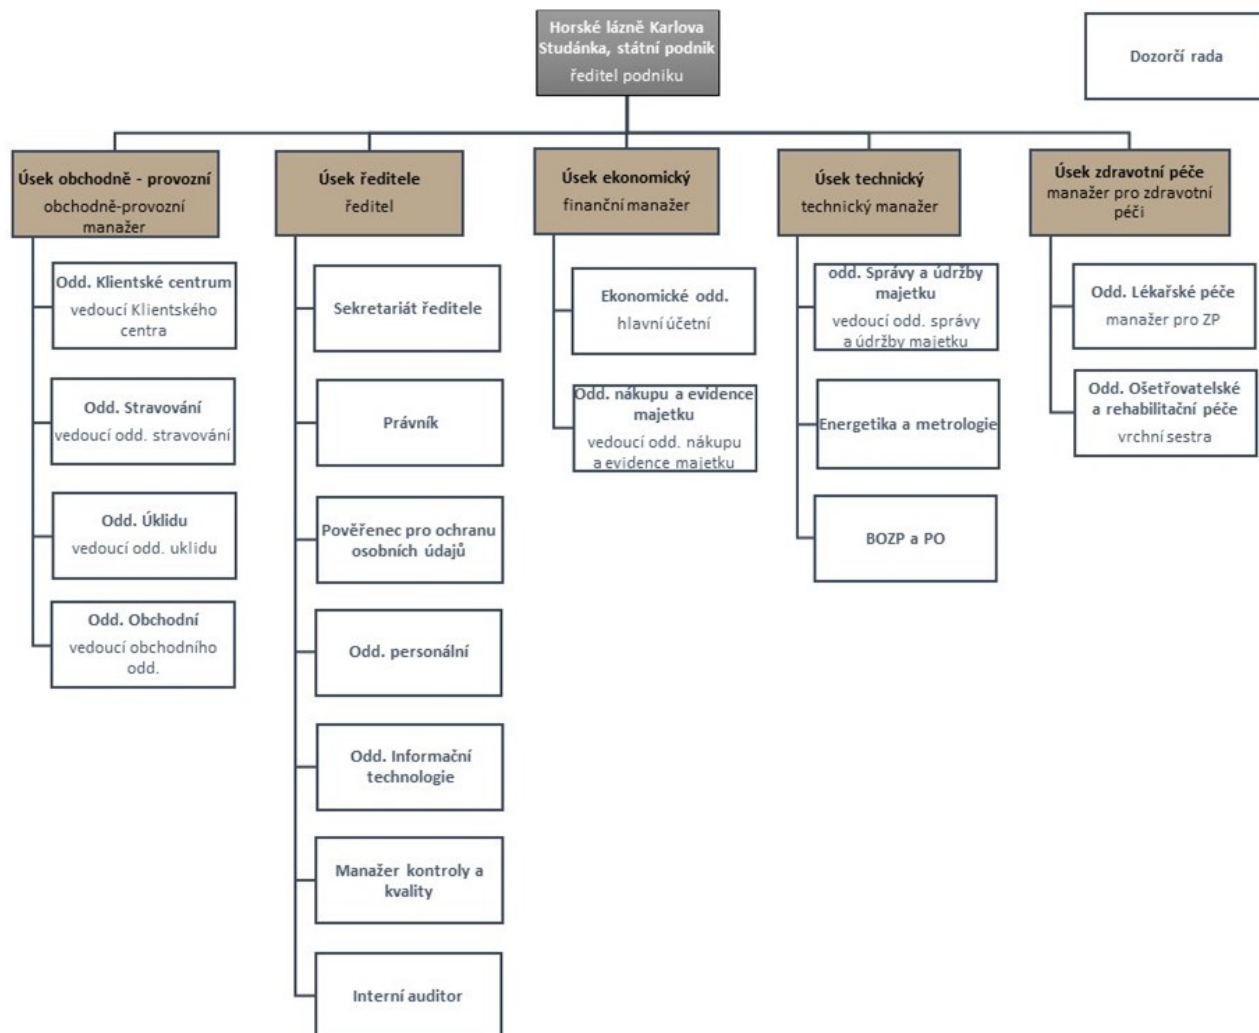 Horské lázně Karlova
Studánka, státní podnik
ředitel podniku
Dozorčí rada
Úsek obchodně - provozní
obchodně-provozní
manažer
Odd. Klientské centrum
vedoucí Klientského
centra
Odd. Stravování
vedoucí odd. stravování
Odd. Úklidu
vedoucí odd. uklidu
Odd. Obchodní
vedoucí obchodního
odd.
Úsek ředitele
ředitel
Sekretariát ředitele
Právník
Pověřenec pro ochranu
osobních údajů
Odd. personální
Odd. Informační
technologie
Manažer kontroly a
kvality
Interní auditor
Úsek ekonomický
finanční manažer
Ekonomické odd.
hlavní účetní
Odd. nákupu a evidence
majetku
vedoucí odd. nákupu
a evidence majetku
Úsek technický
technický manažer
odd. Správy a údržby
majetku
vedoucí odd. správy
a údržby majetku
Energetika a metrologie
BOZP a PO
Úsek zdravotní péče
manažer pro zdravotní
péči
Odd. Lékařské péče
manažer pro ZP
Odd. Ošetřovatelské
a rehabilitační péče
vrchní sestra